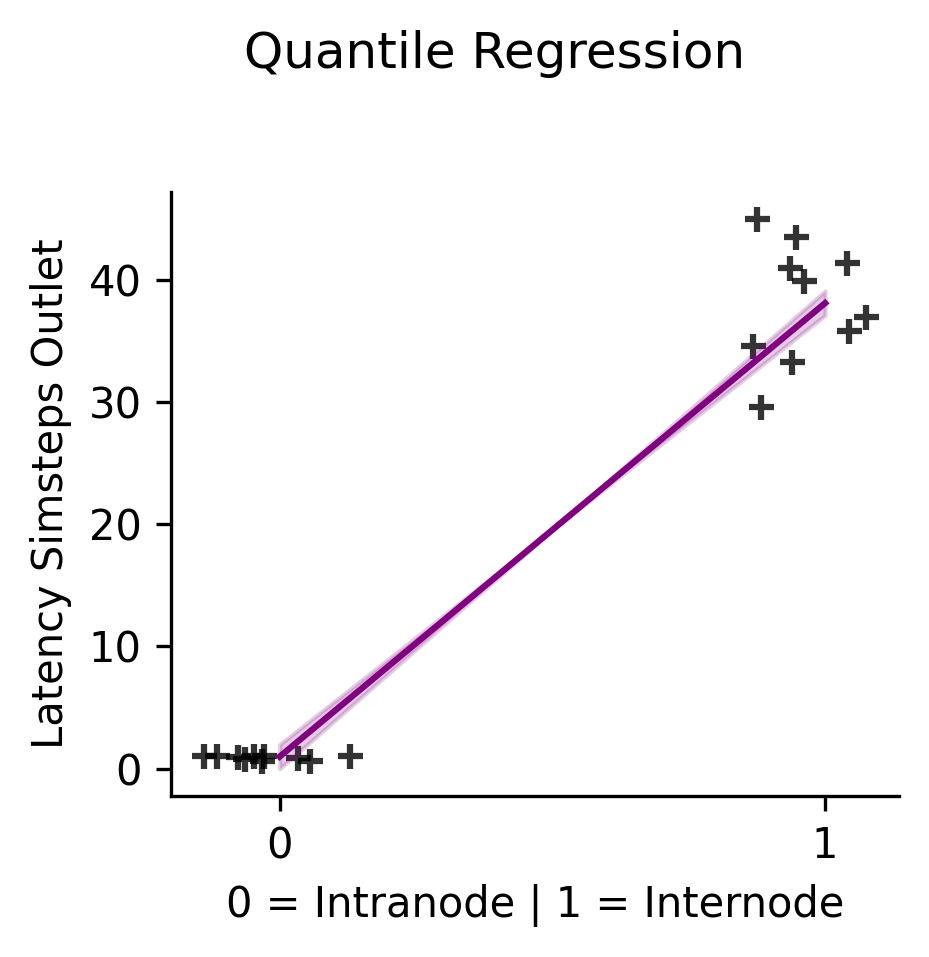 Quantile Regression
Latency Simsteps Outlet
40
30
20
10
0
0 1
0 = Intranode | 1 = Internode